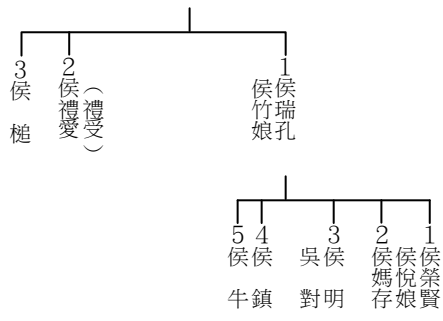 1
侯瑞孔
侯竹娘
2
(禮受)
侯禮愛
3
侯 槌
1
侯榮賢
侯悅娘
2
侯媽存
3
侯 明
吳 對
4
侯 鎮
5
侯 牛